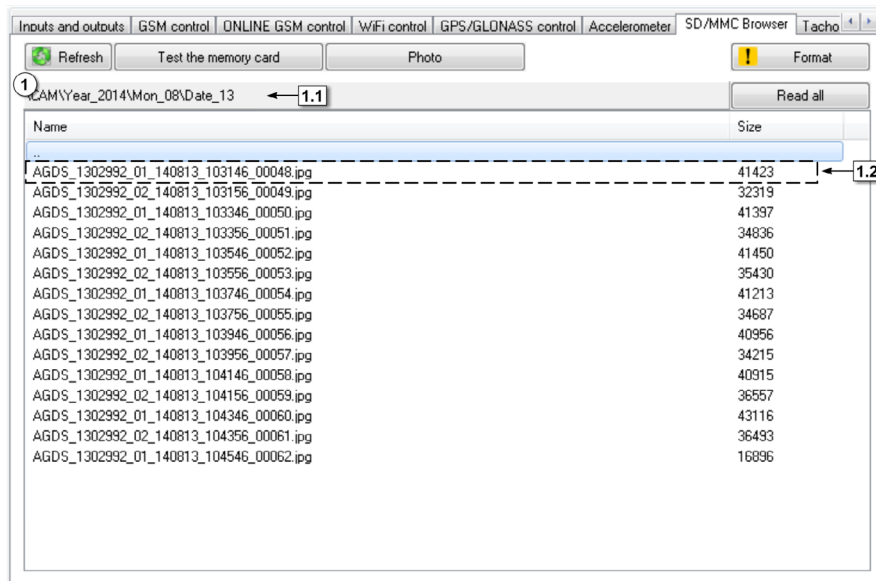 Inputs and outputs GSM control ONLINE GSM control WiFi control GPS/GLONASS control Accelerometer SD/MMC Browser Tacho
Refresh Test the memory card Photo ! Format
1
\CAM\Year_2014\Mon_08\Date_13 1.1 Read all
Name Size
..
AGDS_1302992_01_140813_103146_00048.jpg 41423 1.2
AGDS_1302992_02_140813_103156_00049.jpg 32319
AGDS_1302992_01_140813_103346_00050.jpg 41397
AGDS_1302992_02_140813_103356_00051.jpg 34836
AGDS_1302992_01_140813_103546_00052.jpg 41450
AGDS_1302992_02_140813_103556_00053.jpg 35430
AGDS_1302992_01_140813_103746_00054.jpg 41213
AGDS_1302992_02_140813_103756_00055.jpg 34687
AGDS_1302992_01_140813_103946_00056.jpg 40956
AGDS_1302992_02_140813_103956_00057.jpg 34215
AGDS_1302992_01_140813_104146_00058.jpg 40915
AGDS_1302992_02_140813_104156_00059.jpg 36557
AGDS_1302992_01_140813_104346_00060.jpg 43116
AGDS_1302992_02_140813_104356_00061.jpg 36493
AGDS_1302992_01_140813_104546_00062.jpg 16896